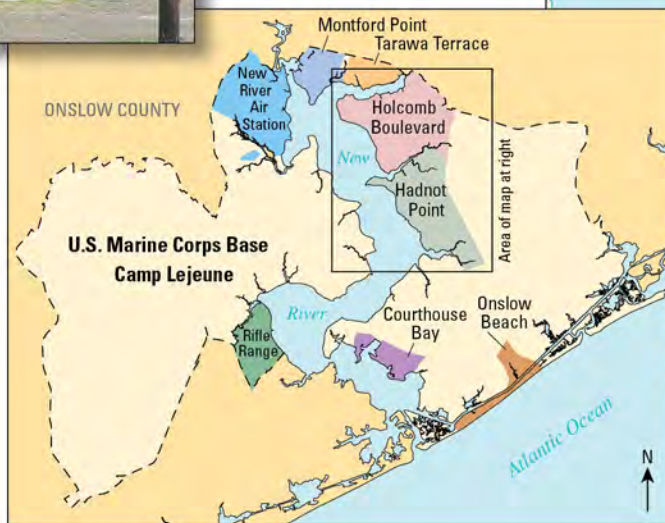 Montford Point
Tarawa Terrace
New
River
Air
Station
ONSLOW COUNTY
Holcomb
Boulevard
New
Hadnot
Point
Area of map at right
U.S. Marine Corps Base
Camp Lejeune
River
Rifle
Range
Courthouse
Bay
Onslow
Beach
Atlantic Ocean
N